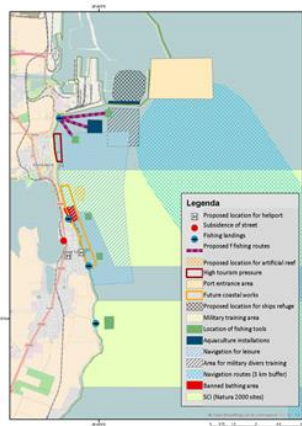 Legenda
Proposed location for heliport
Subsidence of street
Fishing landings
Proposed f fishing routes
Proposed location for artificial reef
High tourism pressure
Port entrance area
Future coastal works
Proposed location for ships refuge
Military training area
Location of fishing tools
Aquaculture installations
Navigation for leisure
Area for military divers training
Navigation routes (3 km buffer)
Banned bathing area
SCI (Natura 2000 sites)